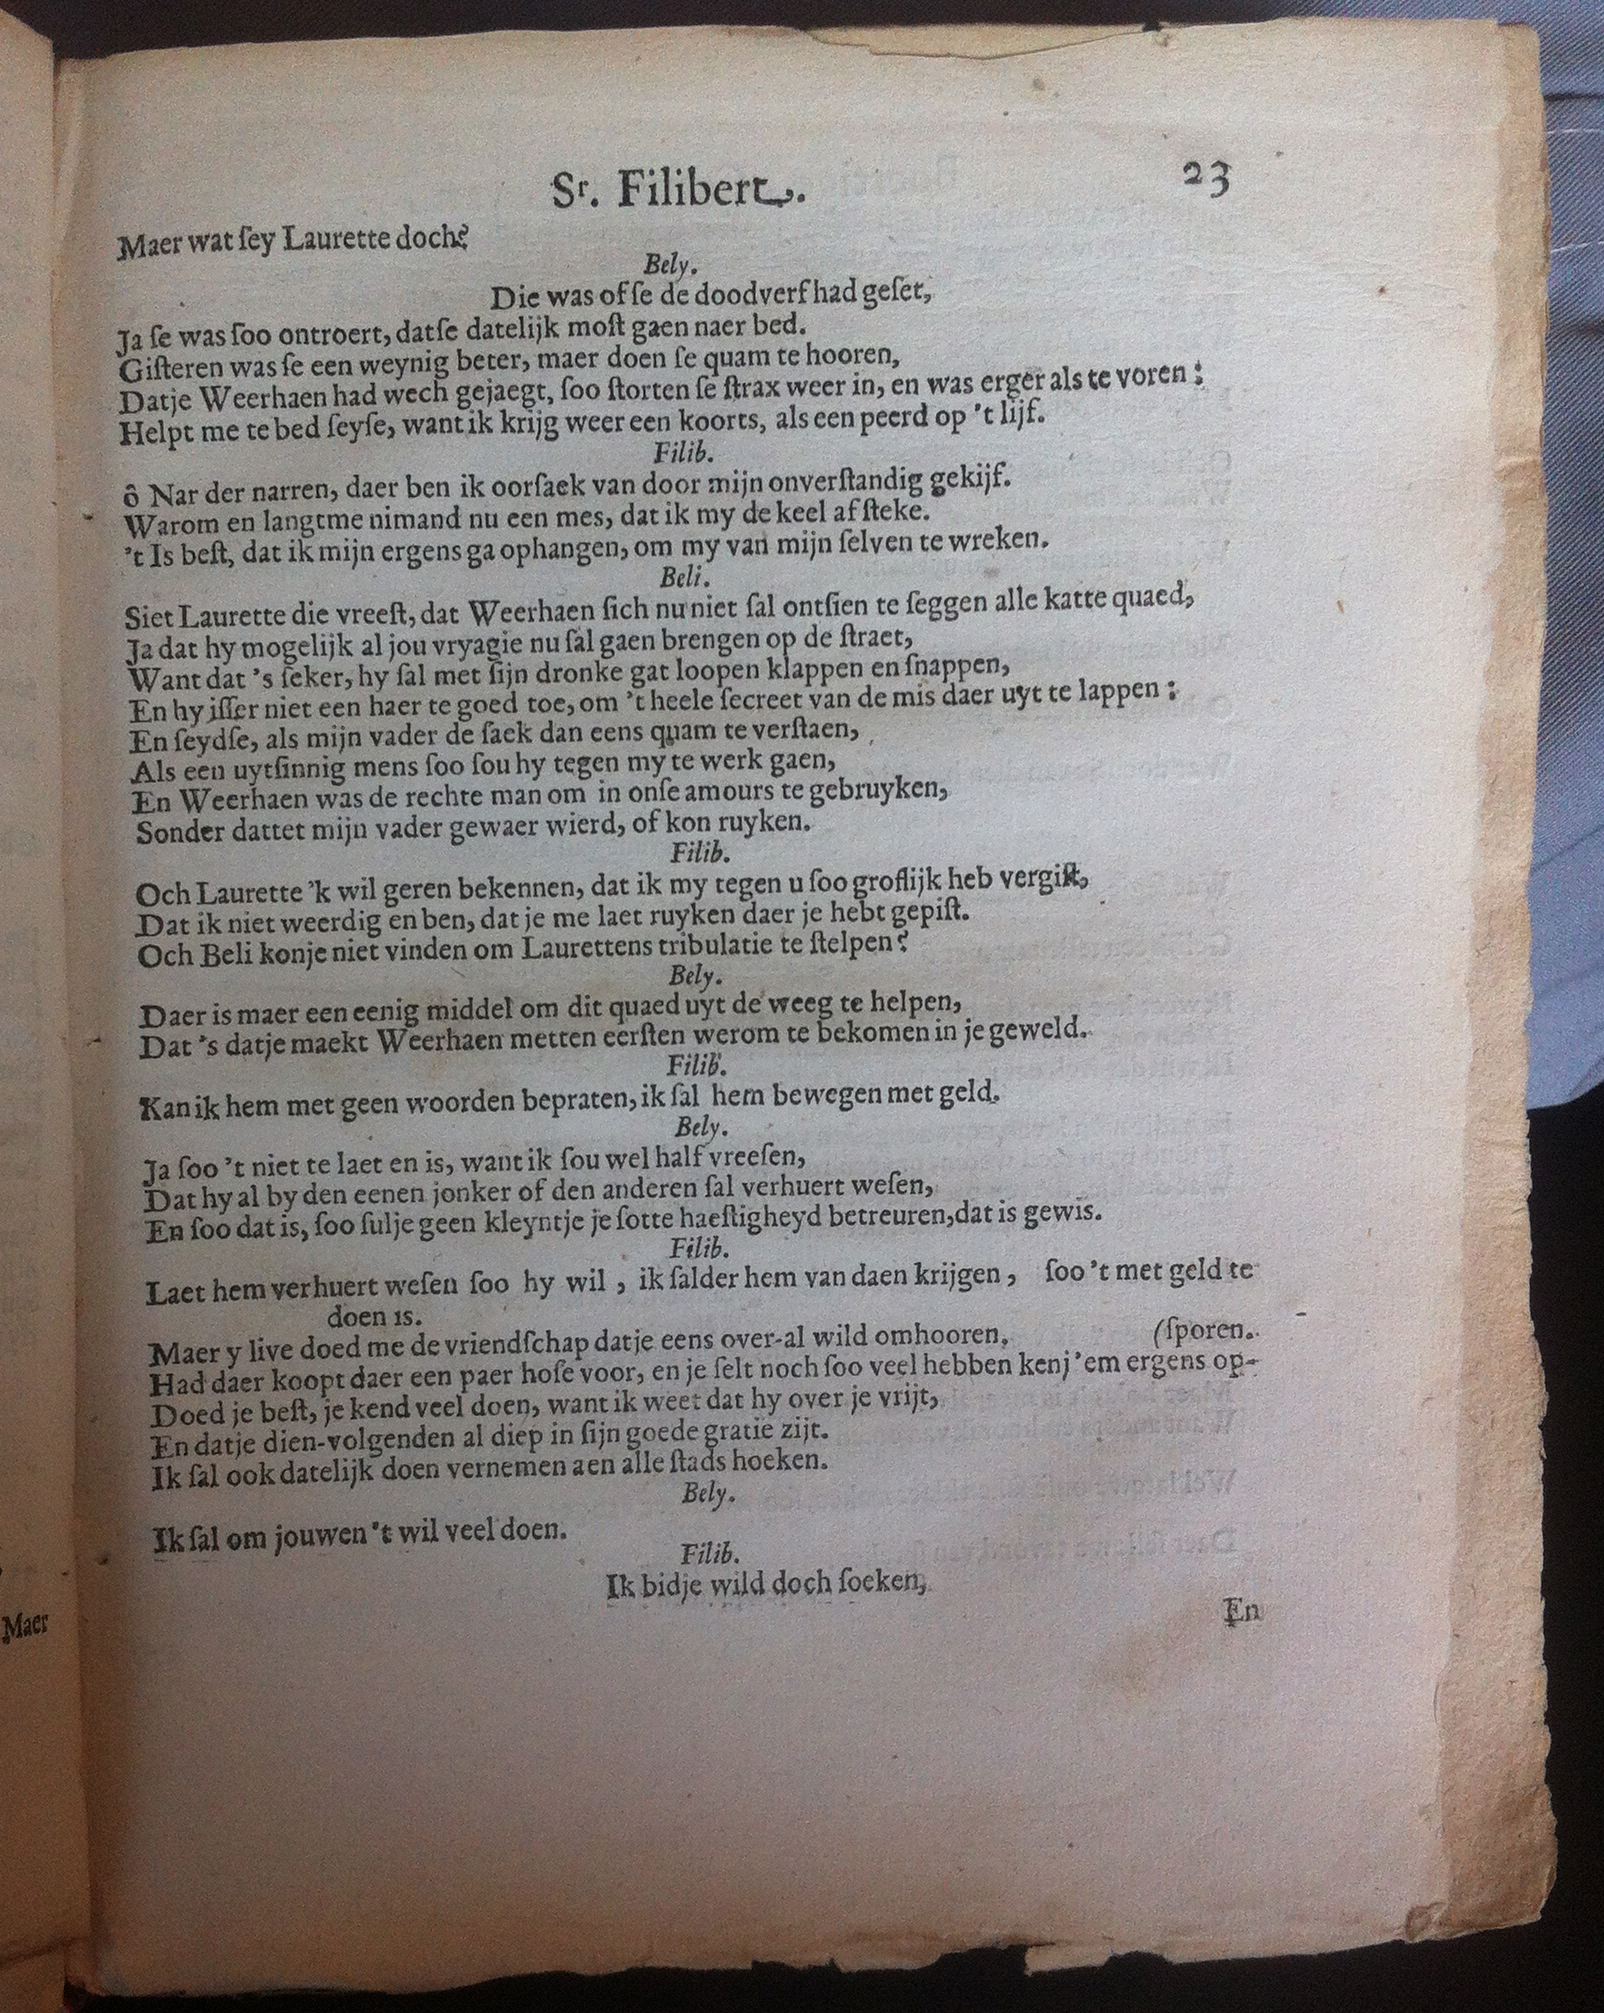 Sr. Filibert. 23
Maer wat ſey Laurette doch?
Bely.
Die was of ſe de doodverf had geſet,
Ja ſe was ſoo ontroert, datſe datelijk moſt gaen naer bed.
Giſteren was ſe een weynig beter, maer doen ſe quam te hooren,
Datje Weerhaen had wech gejaegt, ſoo ſtorten ſe ſtrax weer in, en was erger als te voren:
Helpt me te bed ſeyſe, want ik krijg weer een koorts, als een peerd op 't lijf.
Filib.
ô Nar der narren, daer ben ik oorſaek van door mijn onverſtandig gekijf.
Warom en langtme nimand nu een mes, dat ik my de keel af ſteke.
't Is beſt, dat ik mijn ergens ga ophangen, om my van mijn ſelven te wreken.
Beli.
Siet Laurette die vreeſt, dat Weerhaen ſich nu niet ſal ontſien te ſeggen alle katte quaed,
Ja dat hy mogelijk al jou vryagie nu ſal gaen brengen op de ſtraet,
Want dat 's ſeker, hy ſal met ſijn dronke gat loopen klappen en ſnappen,
En hy iſſer niet een haer te goed toe, om 't heele ſecreet van de mis daer uyt te lappen:
En ſeydſe, als mijn vader de ſaek dan eens quam te verſtaen,
Als een uytſinnig mens ſoo ſou hy tegen my te werk gaen,
En Weerhaen was de rechte man om in onſe amours te gebruyken,
Sonder dattet mijn vader gewaer wierd, of kon ruyken.
Filib.
Och Laurette 'k wil geren bekennen, dat ik my tegen u ſoo groflijk heb vergiſt,
Dat ik niet weerdig en ben, dat je me laet ruyken daer je hebt gepiſt.
Och Beli konje niet vinden om Laurettens tribulatie te ſtelpen?
Bely.
Daer is maer een eenig middel om dit quaed uyt de weeg te helpen,
Dat 's datje maekt Weerhaen metten eerſten werom te bekomen in je geweld.
Filib.
Kan ik hem met geen woorden bepraten, ik ſal hem bewegen met geld.
Bely.
Ja ſoo 't niet te laet en is, want ik ſou wel half vreeſen,
Dat hy al by den eenen jonker of den anderen ſal verhuert weſen,
En ſoo dat is, ſoo ſulje geen kleyntje je ſotte haeſtigheyd betreuren, dat is gewis.
Filib.
Laet hem verhuert weſen ſoo hy wil, ik ſalder hem van daen krijgen, ſoo 't met geld te
doen is.
Maer y live doed me de vriendſchap datje eens over-al wild omhooren. (ſporen.
Had daer koopt daer een paer hoſe voor, en je ſelt noch ſoo veel hebben kenj 'em ergens op-
Doed je beſt, je kend veel doen, want ik weet dat hy over je vrijt,
En datje dien-volgenden al diep in ſijn goede gratie zijt.
Ik ſal ook datelijk doen vernemen aen alle ſtads hoeken.
Bely.
Ik ſal om jouwen 't wil veel doen.
Filib.
Ik bidje wild doch ſoeken,
En
Maer